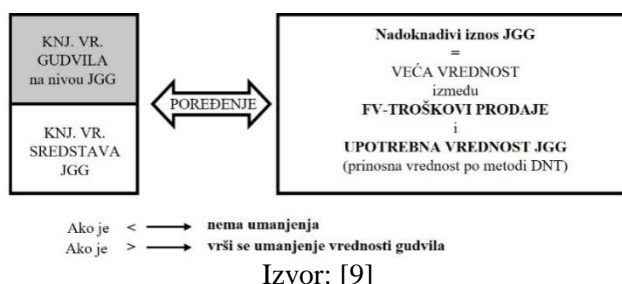 KNJ. VR.
GUDVILA
na nivou JGG
KNJ. VR.
SREDSTAVA
JGG
POREĐENJE
Nadoknadivi iznos JGG
=
VEĆA VREDNOST
između
FV-TROŠKOVI PRODAJE
i
UPOTREBNA VREDNOST JGG
(prinosna vrednost po metodi DNT)
Ako je < nema umanjenja
Ako je > vrši se umanjenje vrednosti gudvila
Izvor: [9]